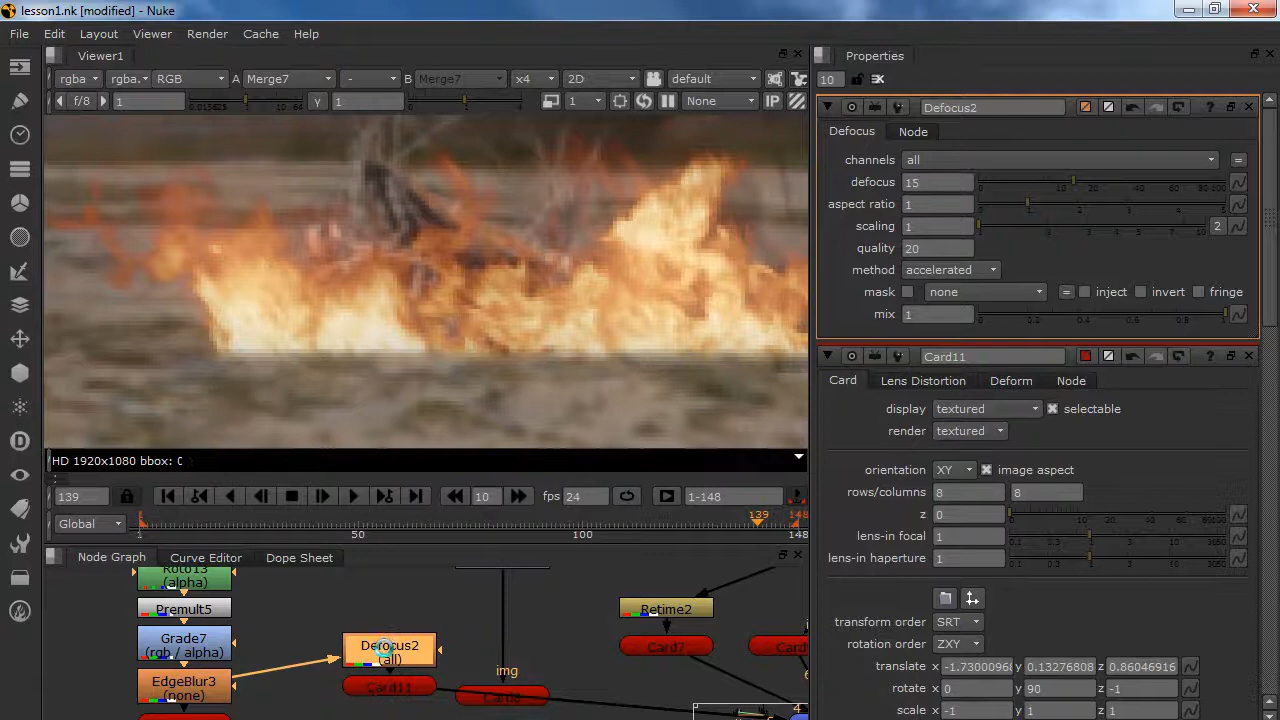 lesson1.nk [modified] - Nuke
File Edit Layout Viewer Render Cache Help
Viewer1
rgba rgba. RGB A Merge7 - B Merge7 x4 2D default
f/8 1 Y 1 1 None IP
HD 1920x1080 bbox: 0
139 10 fps 24 1-148
Global 1 50 100 139 148
Node Graph Curve Editor Dope Sheet
Roto13
(alpha)
Premult5
Grade7
(rgb / alpha)
EdgeBlur3
(none)
Defocus2
(all)
Card11
img
Retime2
Card7
Properties
10
Defocus2
Defocus Node
channels all
defocus 15
aspect ratio 1
scaling 1 2
quality 20
method accelerated
mask none inject invert fringe
mix 1
Card11
Card Lens Distortion Deform Node
display textured selectable
render textured
orientation XY image aspect
rows/columns 8 8
z 0
lens-in focal 1
lens-in haperture 1
transform order SRT
rotation order ZXY
translate x -1.7300096 y 0.13276808 z 0.86046916
rotate x 0 y 90 z -1
scale x -1 y 1 z 1